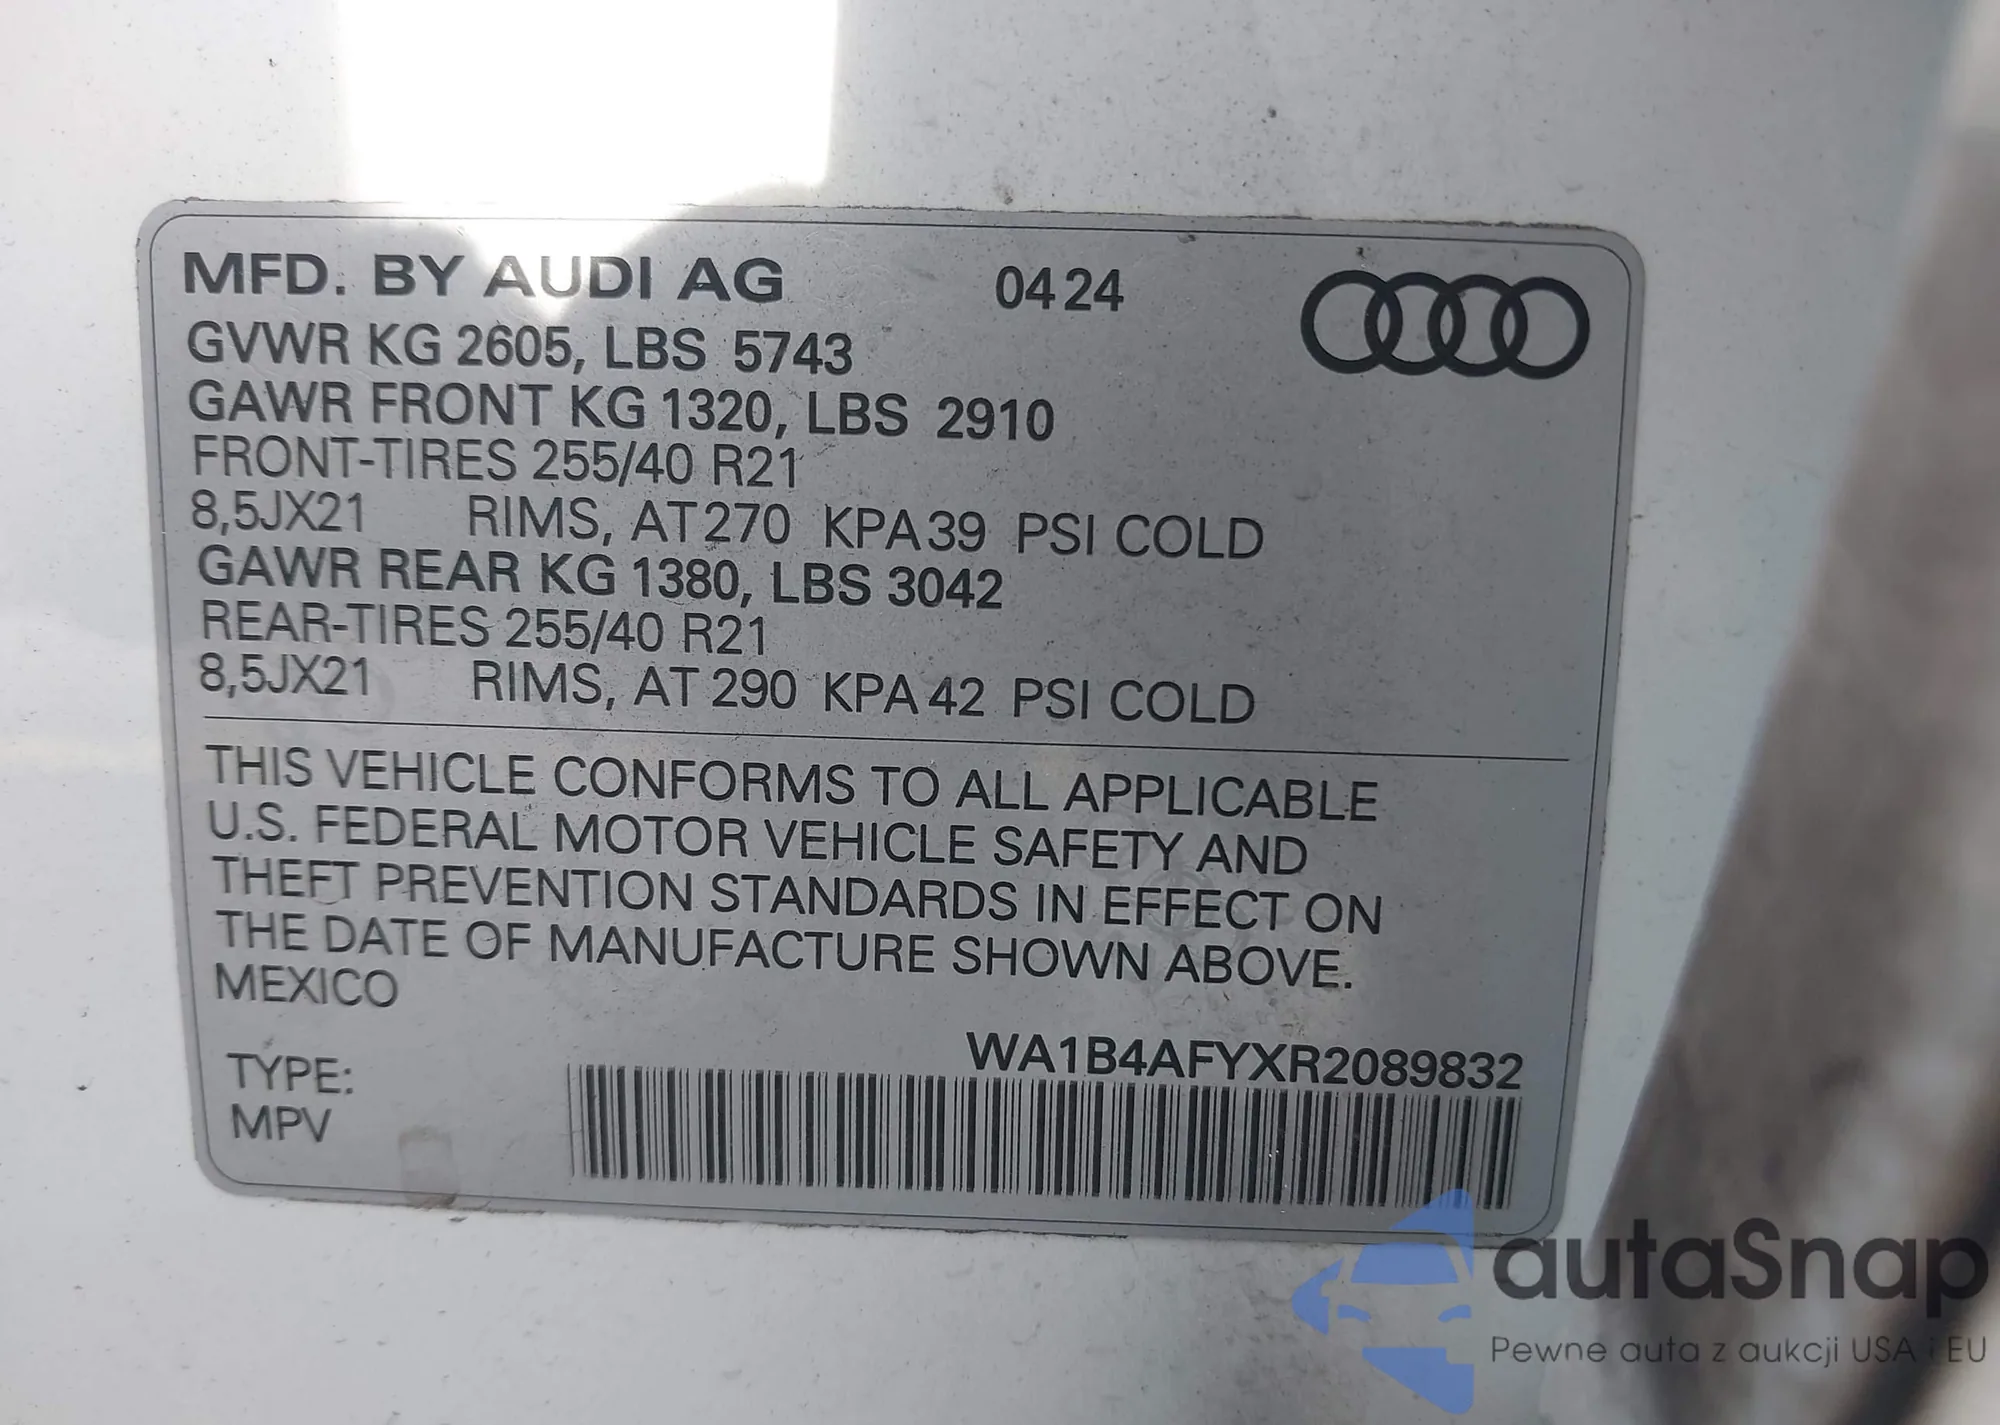 MFD. BY AUDI AG 0424
GVWR KG 2605, LBS 5743
GAWR FRONT KG 1320, LBS 2910
FRONT-TIRES 255/40 R21
8,5JX21 RIMS, AT 270 KPA 39 PSI COLD
GAWR REAR KG 1380, LBS 3042
REAR-TIRES 255/40 R21
8,5JX21 RIMS, AT 290 KPA 42 PSI COLD
THIS VEHICLE CONFORMS TO ALL APPLICABLE
U.S. FEDERAL MOTOR VEHICLE SAFETY AND
THEFT PREVENTION STANDARDS IN EFFECT ON
THE DATE OF MANUFACTURE SHOWN ABOVE.
MEXICO
WA1B4AFYXR2089832
TYPE:
MPV
autaSnap
Pewne auta z aukcji USA i EU